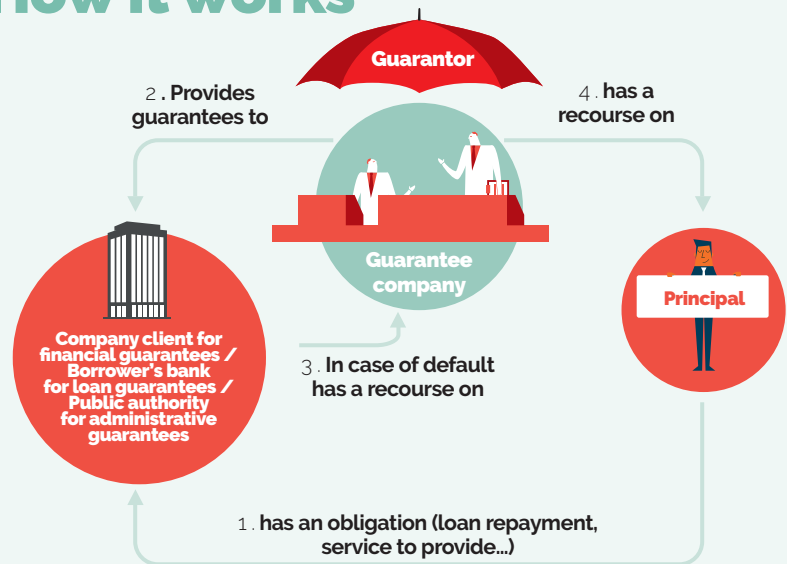 How it works
Guarantor
2 . Provides
guarantees to
4 . has a
recourse on
Guarantee
company
Principal
Company client for
financial guarantees /
Borrower's bank
for loan guarantees /
Public authority
for administrative
guarantees
3 . In case of default
has a recourse on
1 . has an obligation (loan repayment,
service to provide...)